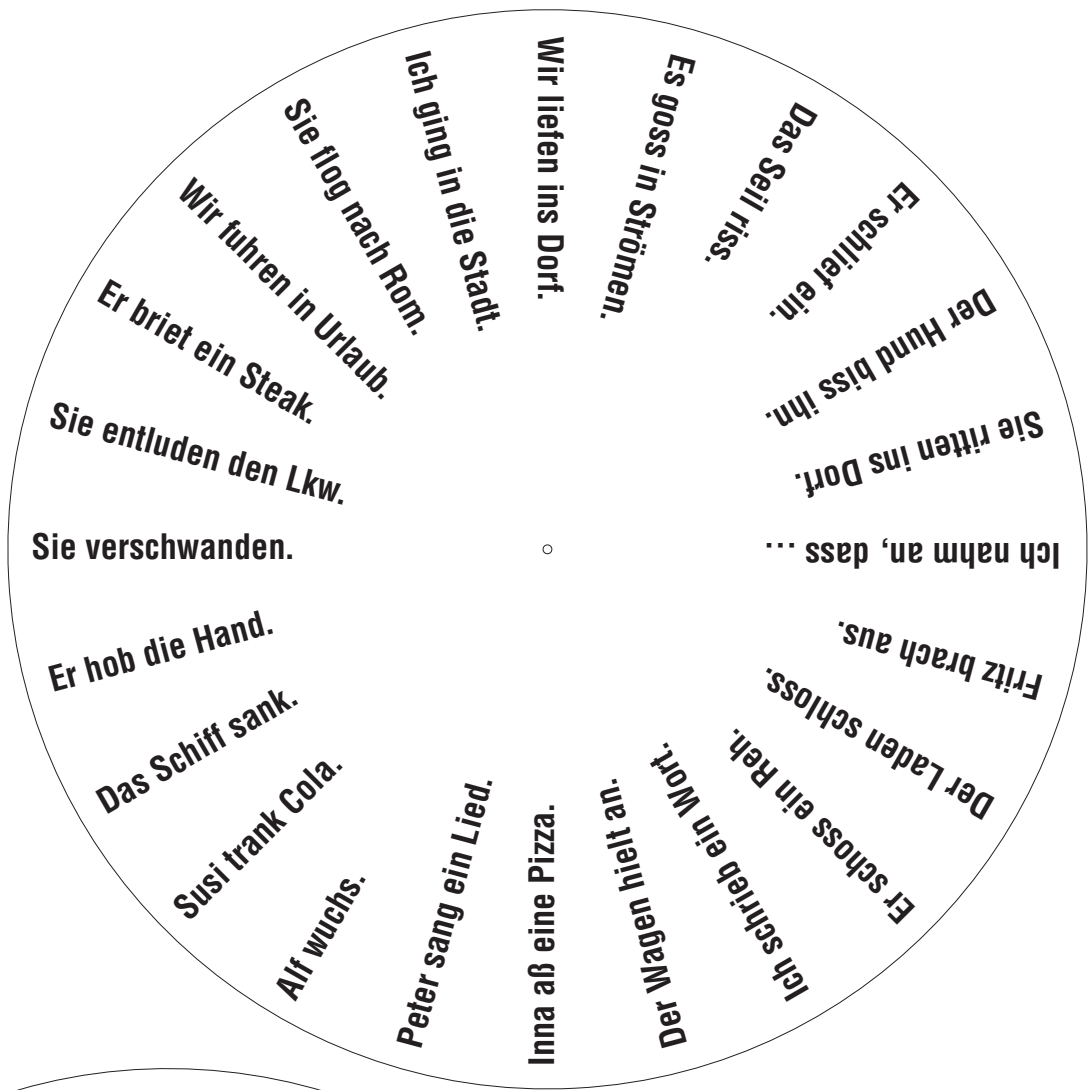 Wir liefen ins Dorf.
Es goss in Strömen.
Das Seil riss.
Er schlief ein.
Der Hund biss ihn.
Sie ritten ins Dorf.
Ich nahm an, dass ...
Fritz brach aus.
Der Laden schloss.
Er schoss ein Reh.
Ich schrieb ein Wort.
Der Wagen hielt an.
Inna aß eine Pizza.
Peter sang ein Lied.
Alf wuchs.
Susi trank Cola.
Das Schiff sank.
Er hob die Hand.
Sie verschwanden.
Sie entluden den Lkw.
Er briet ein Steak.
Wir fuhren in Urlaub.
Sie flog nach Rom.
Ich ging in die Stadt.